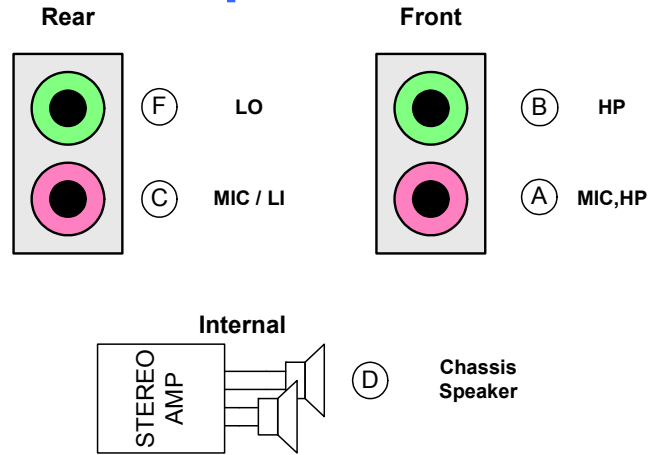 Rear
Front
F
LO
B
HP
C
MIC / LI
A
MIC,HP
Internal
STEREO
AMP
D
Chassis
Speaker